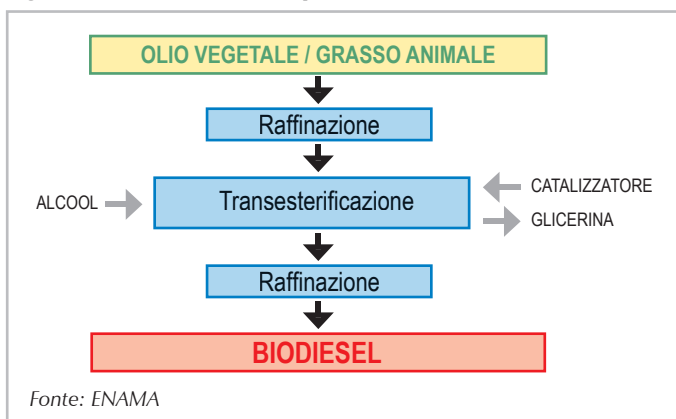 OLIO VEGETALE / GRASSO ANIMALE
Raffinazione
ALCOOL
Transesterificazione
CATALIZZATORE
GLICERINA
Raffinazione
BIODIESEL
Fonte: ENAMA